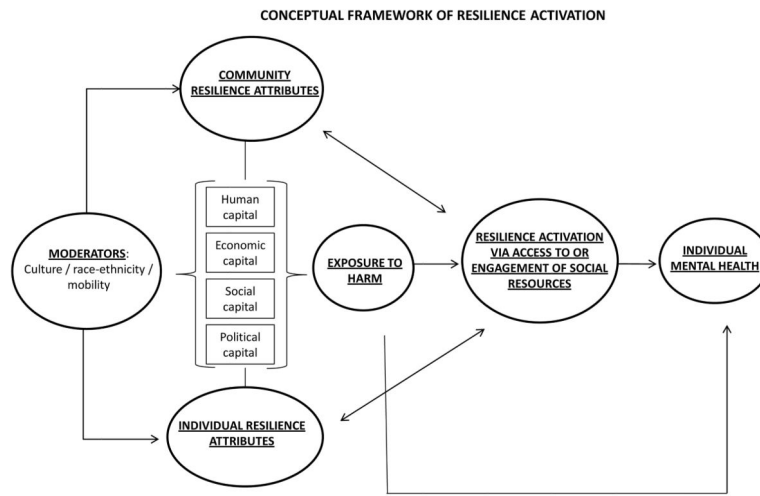 CONCEPTUAL FRAMEWORK OF RESILIENCE ACTIVATION
COMMUNITY
RESILIENCE ATTRIBUTES
Human
capital
Economic
capital
Social
capital
Political
capital
MODERATORS:
Culture / race-ethnicity /
mobility
EXPOSURE TO
HARM
RESILIENCE ACTIVATION
VIA ACCESS TO OR
ENGAGEMENT OF SOCIAL
RESOURCES
INDIVIDUAL
MENTAL HEALTH
INDIVIDUAL RESILIENCE
ATTRIBUTES